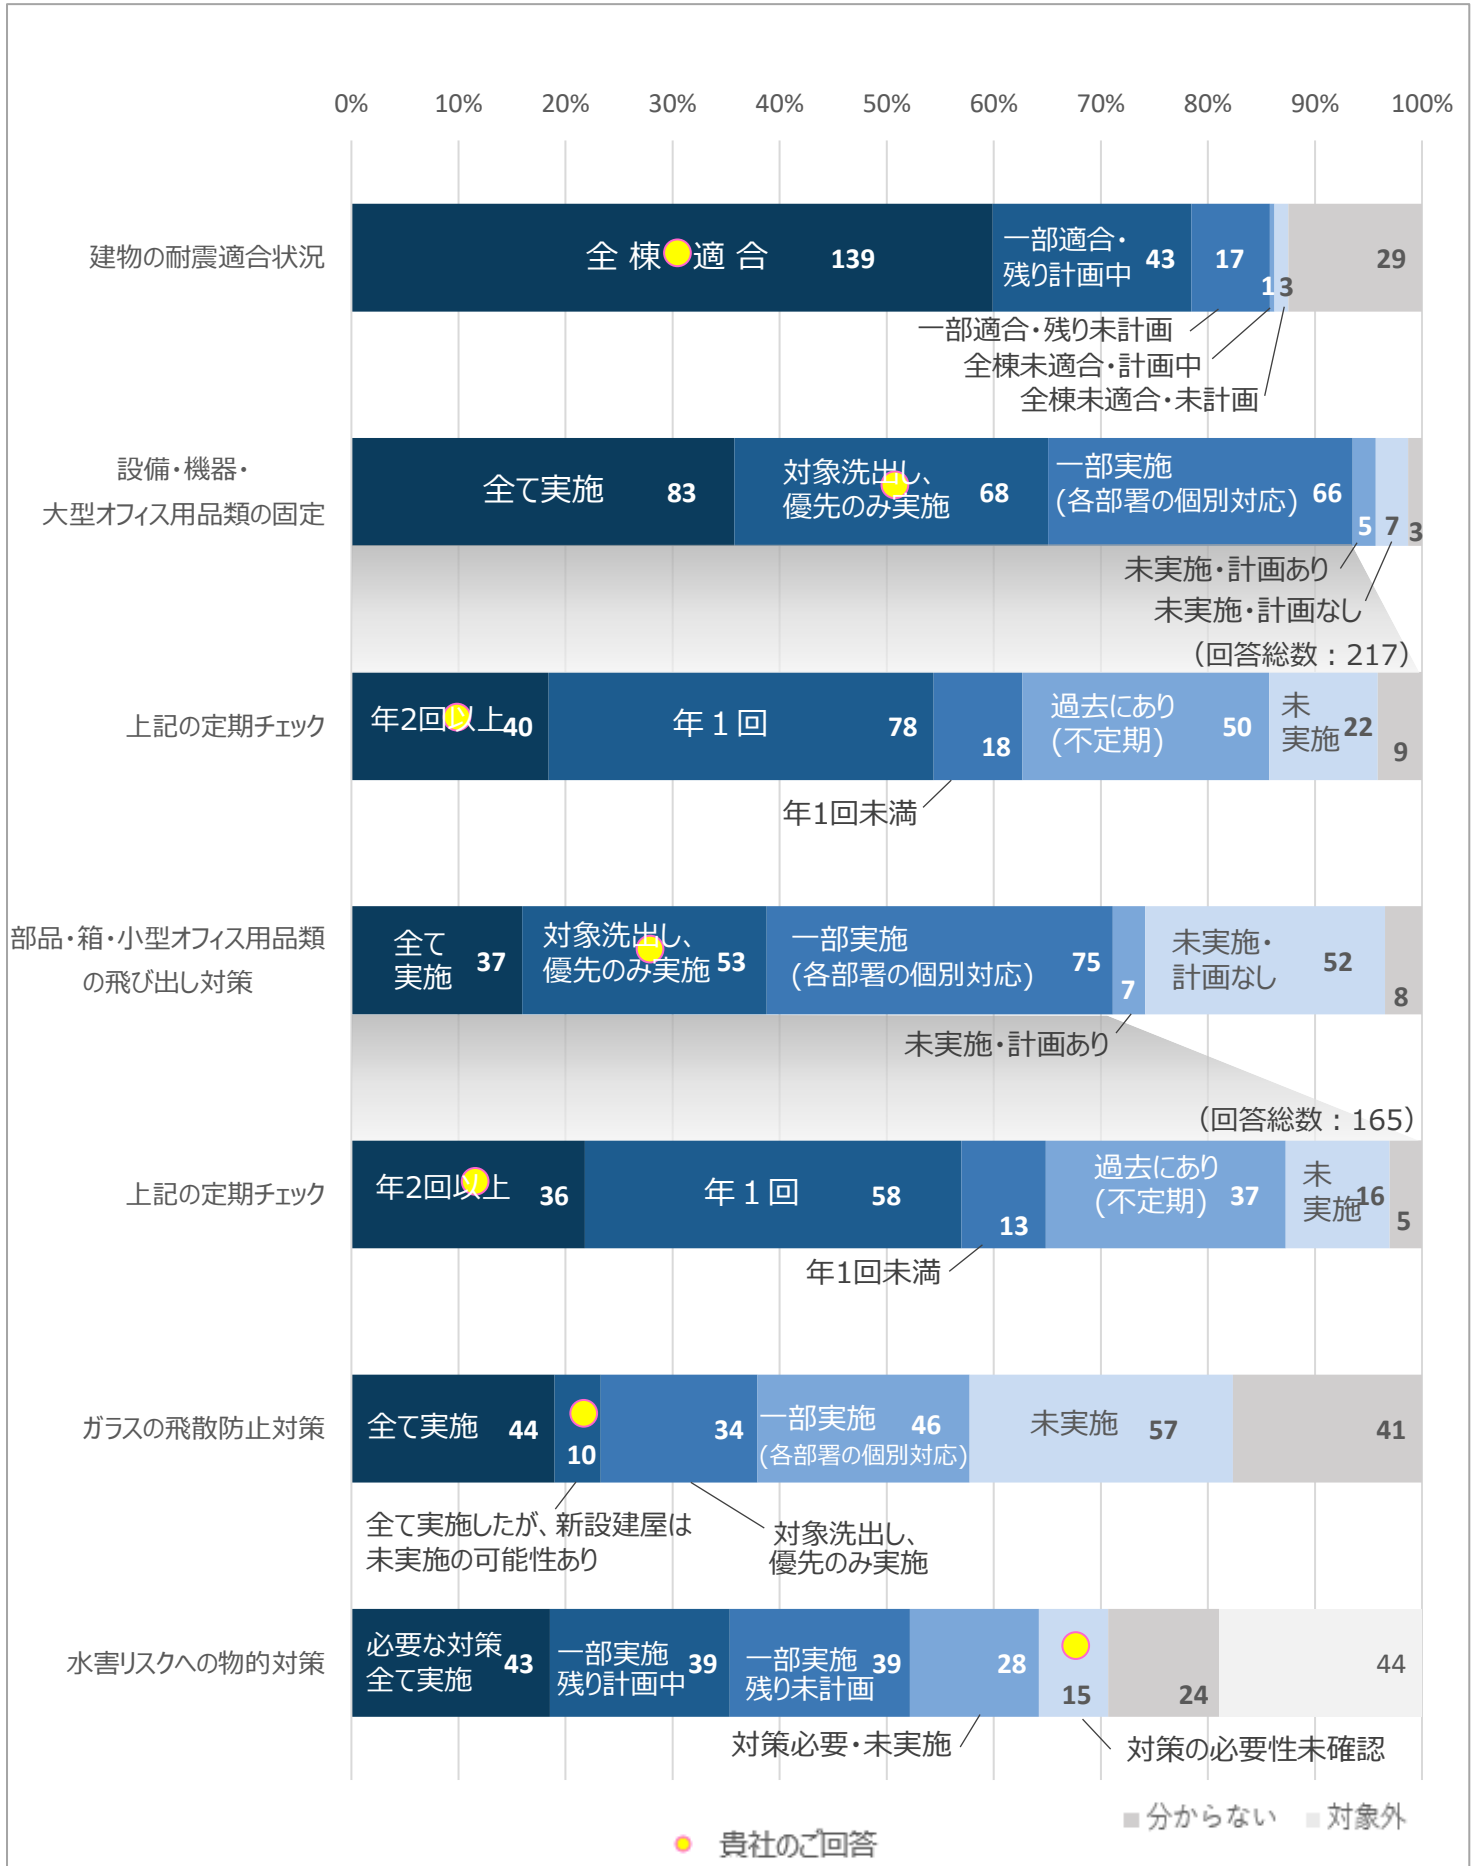 0% 10% 20% 30% 40% 50% 60% 70% 80% 90% 100%
建物の耐震適合状況
全棟適合 139
一部適合・
残り計画中 43
17
1
3
29
一部適合・残り未計画
全棟未適合・計画中
全棟未適合・未計画
設備・機器・
大型オフィス用品類の固定
全て実施 83
対象洗出し、
優先のみ実施 68
一部実施
(各部署の個別対応) 66
5
7
3
未実施・計画あり
未実施・計画なし
（回答総数：217）
上記の定期チェック
年2回以上 40
年１回 78
18
過去にあり
(不定期) 50
未
実施 22
9
年1回未満
部品・箱・小型オフィス用品類
の飛び出し対策
全て
実施 37
対象洗出し、
優先のみ実施 53
一部実施
(各部署の個別対応) 75
7
未実施・
計画なし 52
8
未実施・計画あり
（回答総数：165）
上記の定期チェック
年2回以上 36
年１回 58
13
過去にあり
(不定期) 37
未
実施 16
5
年1回未満
ガラスの飛散防止対策
全て実施 44
10
34
一部実施 46
(各部署の個別対応)
未実施 57
41
全て実施したが、新設建屋は
未実施の可能性あり
対象洗出し、
優先のみ実施
水害リスクへの物的対策
必要な対策
全て実施 43
一部実施
残り計画中 39
一部実施
残り未計画 39
28
15
24
44
対策必要・未実施
対策の必要性未確認
分からない 対象外
貴社のご回答